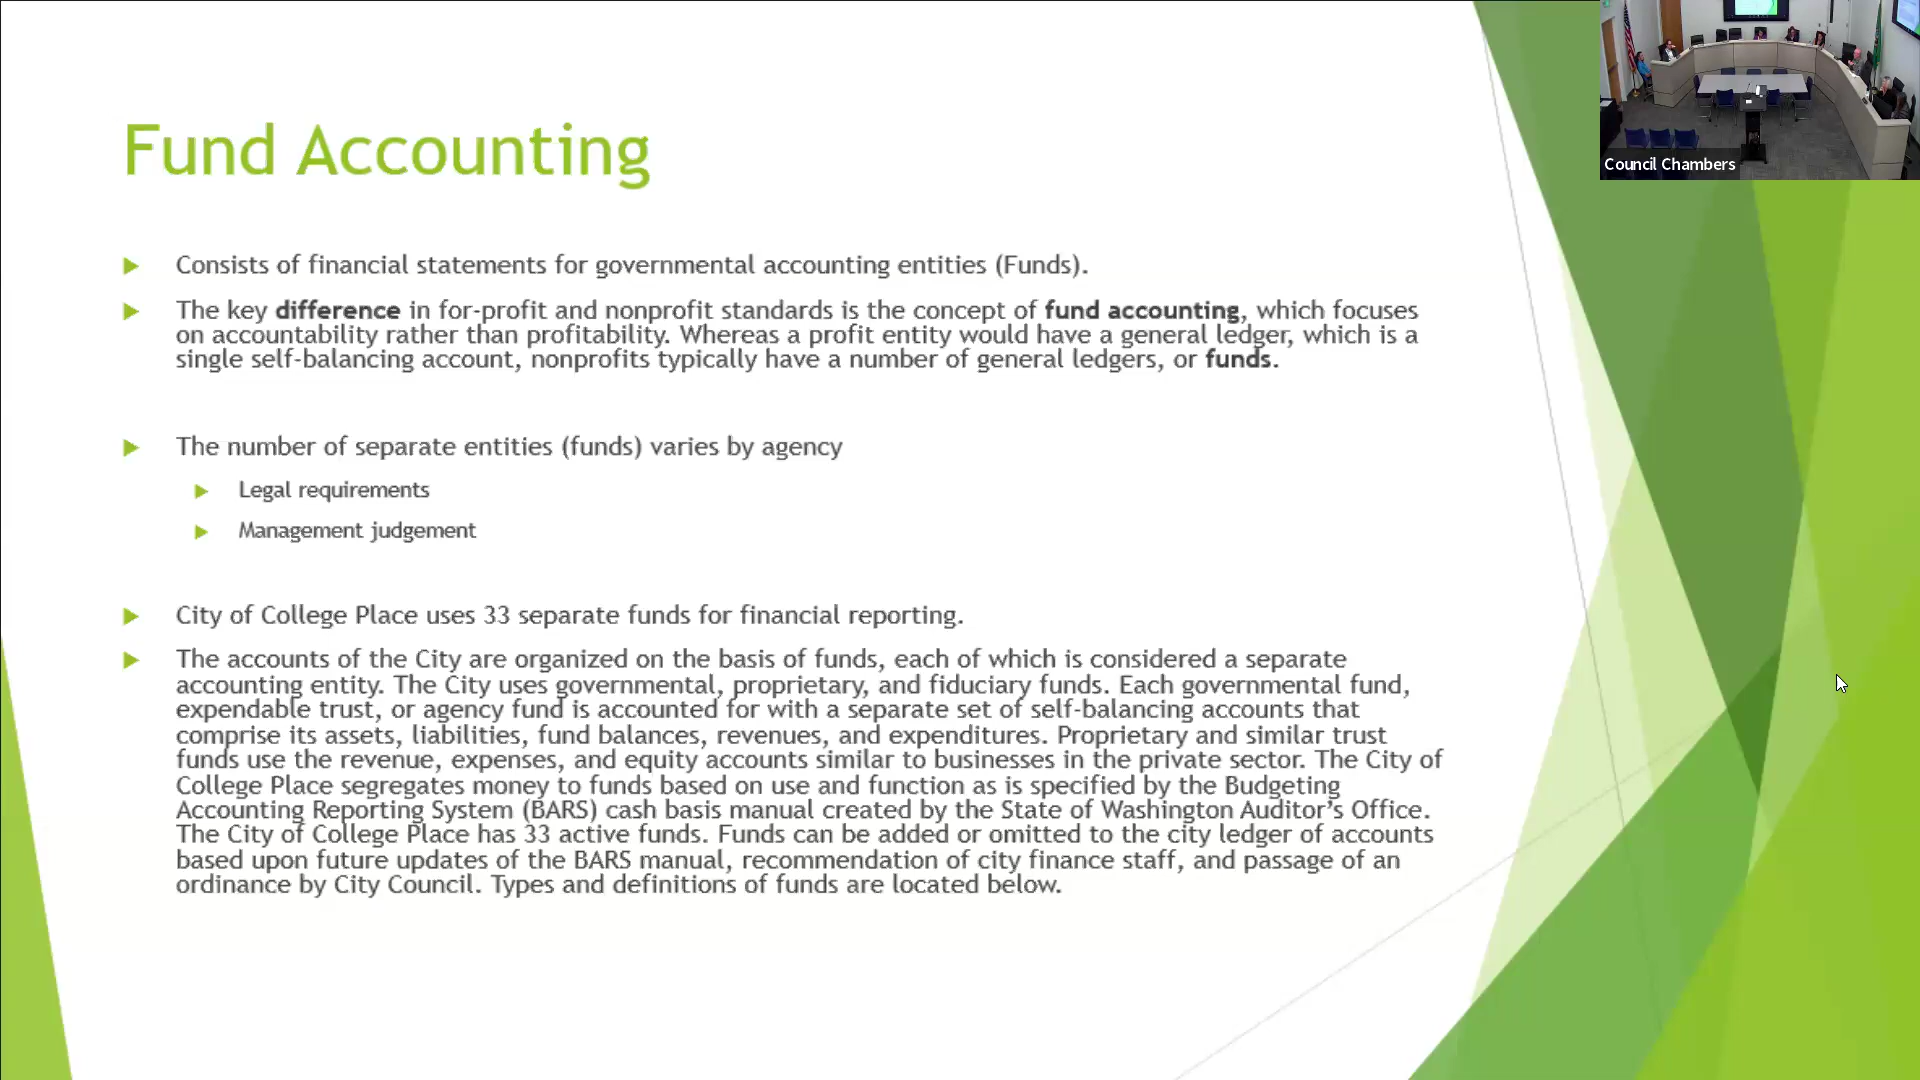 Fund Accounting
Consists of financial statements for governmental accounting entities (Funds).
The key difference in for-profit and nonprofit standards is the concept of fund accounting, which focuses
on accountability rather than profitability. Whereas a profit entity would have a general ledger, which is a
single self-balancing account, nonprofits typically have a number of general ledgers, or funds.
The number of separate entities (funds) varies by agency
Legal requirements
Management judgement
City of College Place uses 33 separate funds for financial reporting.
The accounts of the City are organized on the basis of funds, each of which is considered a separate
accounting entity. The City uses governmental, proprietary, and fiduciary funds. Each governmental fund,
expendable trust, or agency fund is accounted for with a separate set of self-balancing accounts that
comprise its assets, liabilities, fund balances, revenues, and expenditures. Proprietary and similar trust
funds use the revenue, expenses, and equity accounts similar to businesses in the private sector. The City of
College Place segregates money to funds based on use and function as is specified by the Budgeting
Accounting Reporting System (BARS) cash basis manual created by the State of Washington Auditor’s Office.
The City of College Place has 33 active funds. Funds can be added or omitted to the city ledger of accounts
based upon future updates of the BARS manual, recommendation of city finance staff, and passage of an
ordinance by City Council. Types and definitions of funds are located below.
Council Chambers